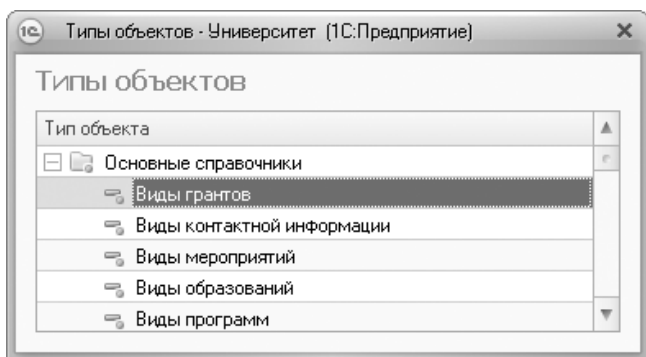 1С Типы объектов - Университет (1С:Предприятие)
Типы объектов
Тип объекта
Основные справочники
Виды грантов
Виды контактной информации
Виды мероприятий
Виды образований
Виды программ